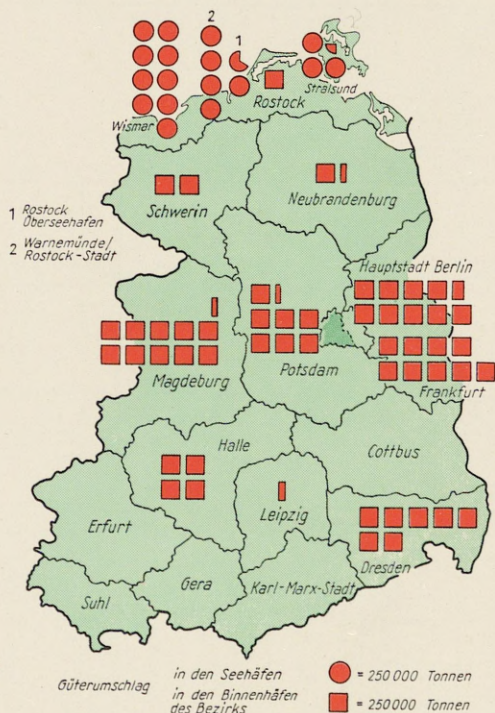 2
1
Stralsund
Rostock
Wismar
Schwerin
Neubrandenburg
1 Rostock
Überseehafen
2 Warnemünde/
Rostock-Stadt
Hauptstadt Berlin
Magdeburg
Potsdam
Frankfurt
Halle
Cottbus
Leipzig
Erfurt
Dresden
Gera
Karl-Marx-Stadt
Suhl
Güterumschlag
in den Seehäfen
= 250 000 Tonnen
in den Binnenhäfen
des Bezirks
= 250 000 Tonnen